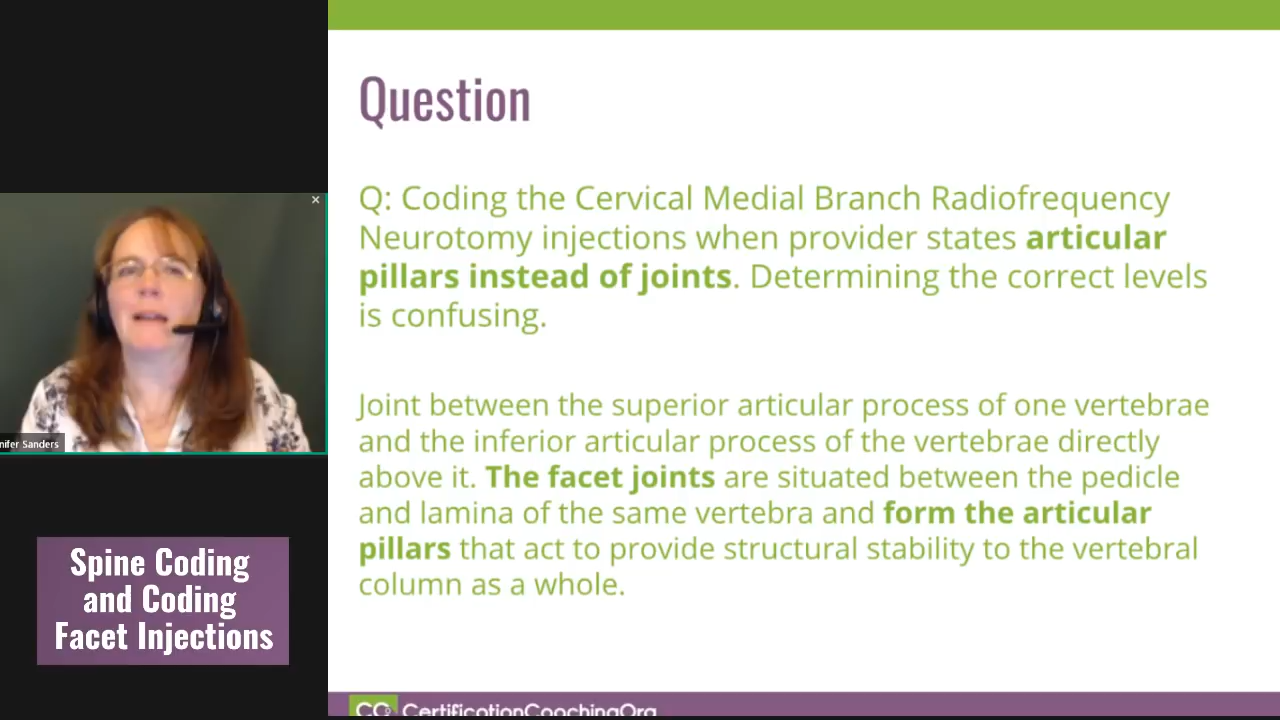 Question
Q: Coding the Cervical Medial Branch Radiofrequency
Neurotomy injections when provider states articular
pillars instead of joints. Determining the correct levels
is confusing.
Joint between the superior articular process of one vertebrae
and the inferior articular process of the vertebrae directly
above it. The facet joints are situated between the pedicle
and lamina of the same vertebra and form the articular
pillars that act to provide structural stability to the vertebral
column as a whole.
nifer Sanders
Spine Coding
and Coding
Facet Injections
CCO CertificationCoachingOrg